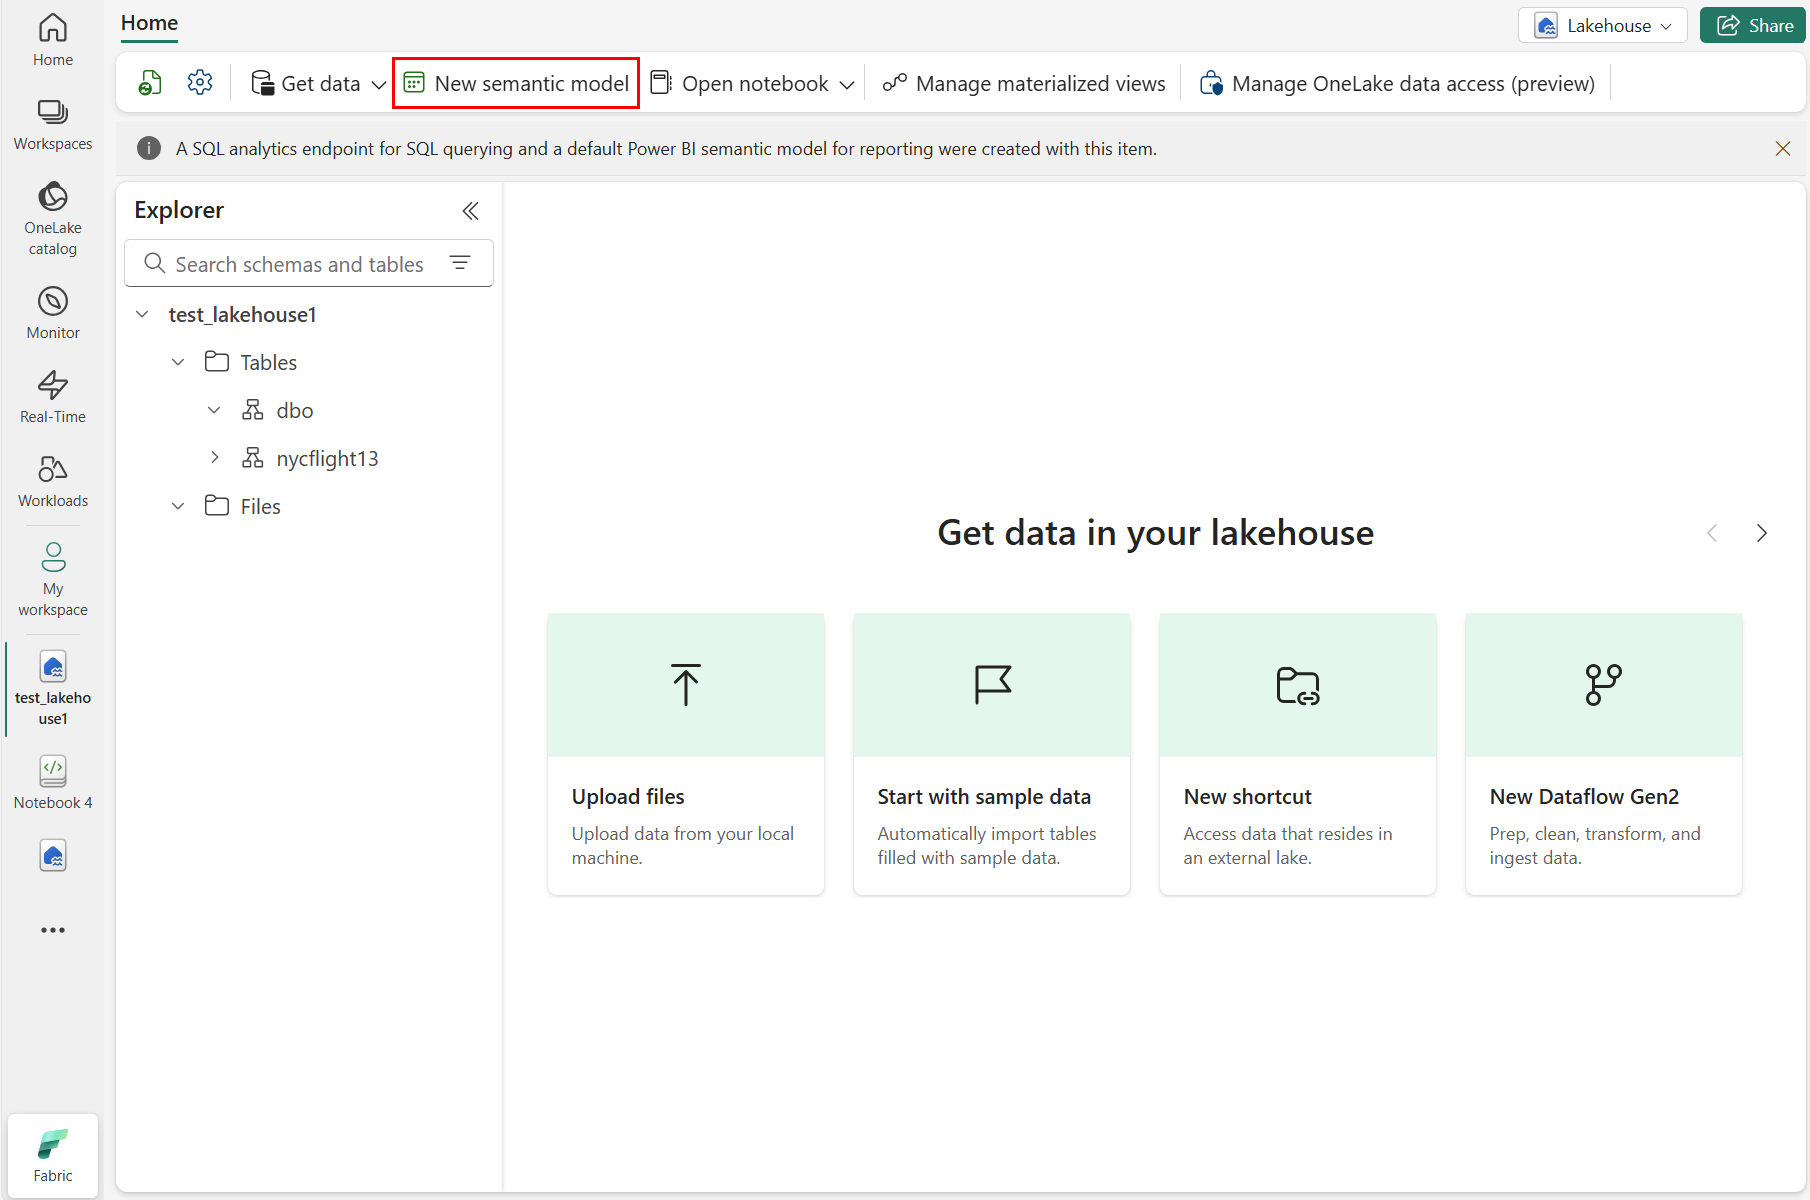 Home
Workspaces
OneLake
catalog
Monitor
Real-Time
Workloads
My
workspace
test_lakeho
use1
Notebook 4
Fabric
Home
Lakehouse
Share
Get data
New semantic model
Open notebook
Manage materialized views
Manage OneLake data access (preview)
A SQL analytics endpoint for SQL querying and a default Power BI semantic model for reporting were created with this item.
Explorer
Search schemas and tables
test_lakehouse1
Tables
dbo
nycflight13
Files
Get data in your lakehouse
Upload files
Upload data from your local
machine.
Start with sample data
Automatically import tables
filled with sample data.
New shortcut
Access data that resides in
an external lake.
New Dataflow Gen2
Prep, clean, transform, and
ingest data.